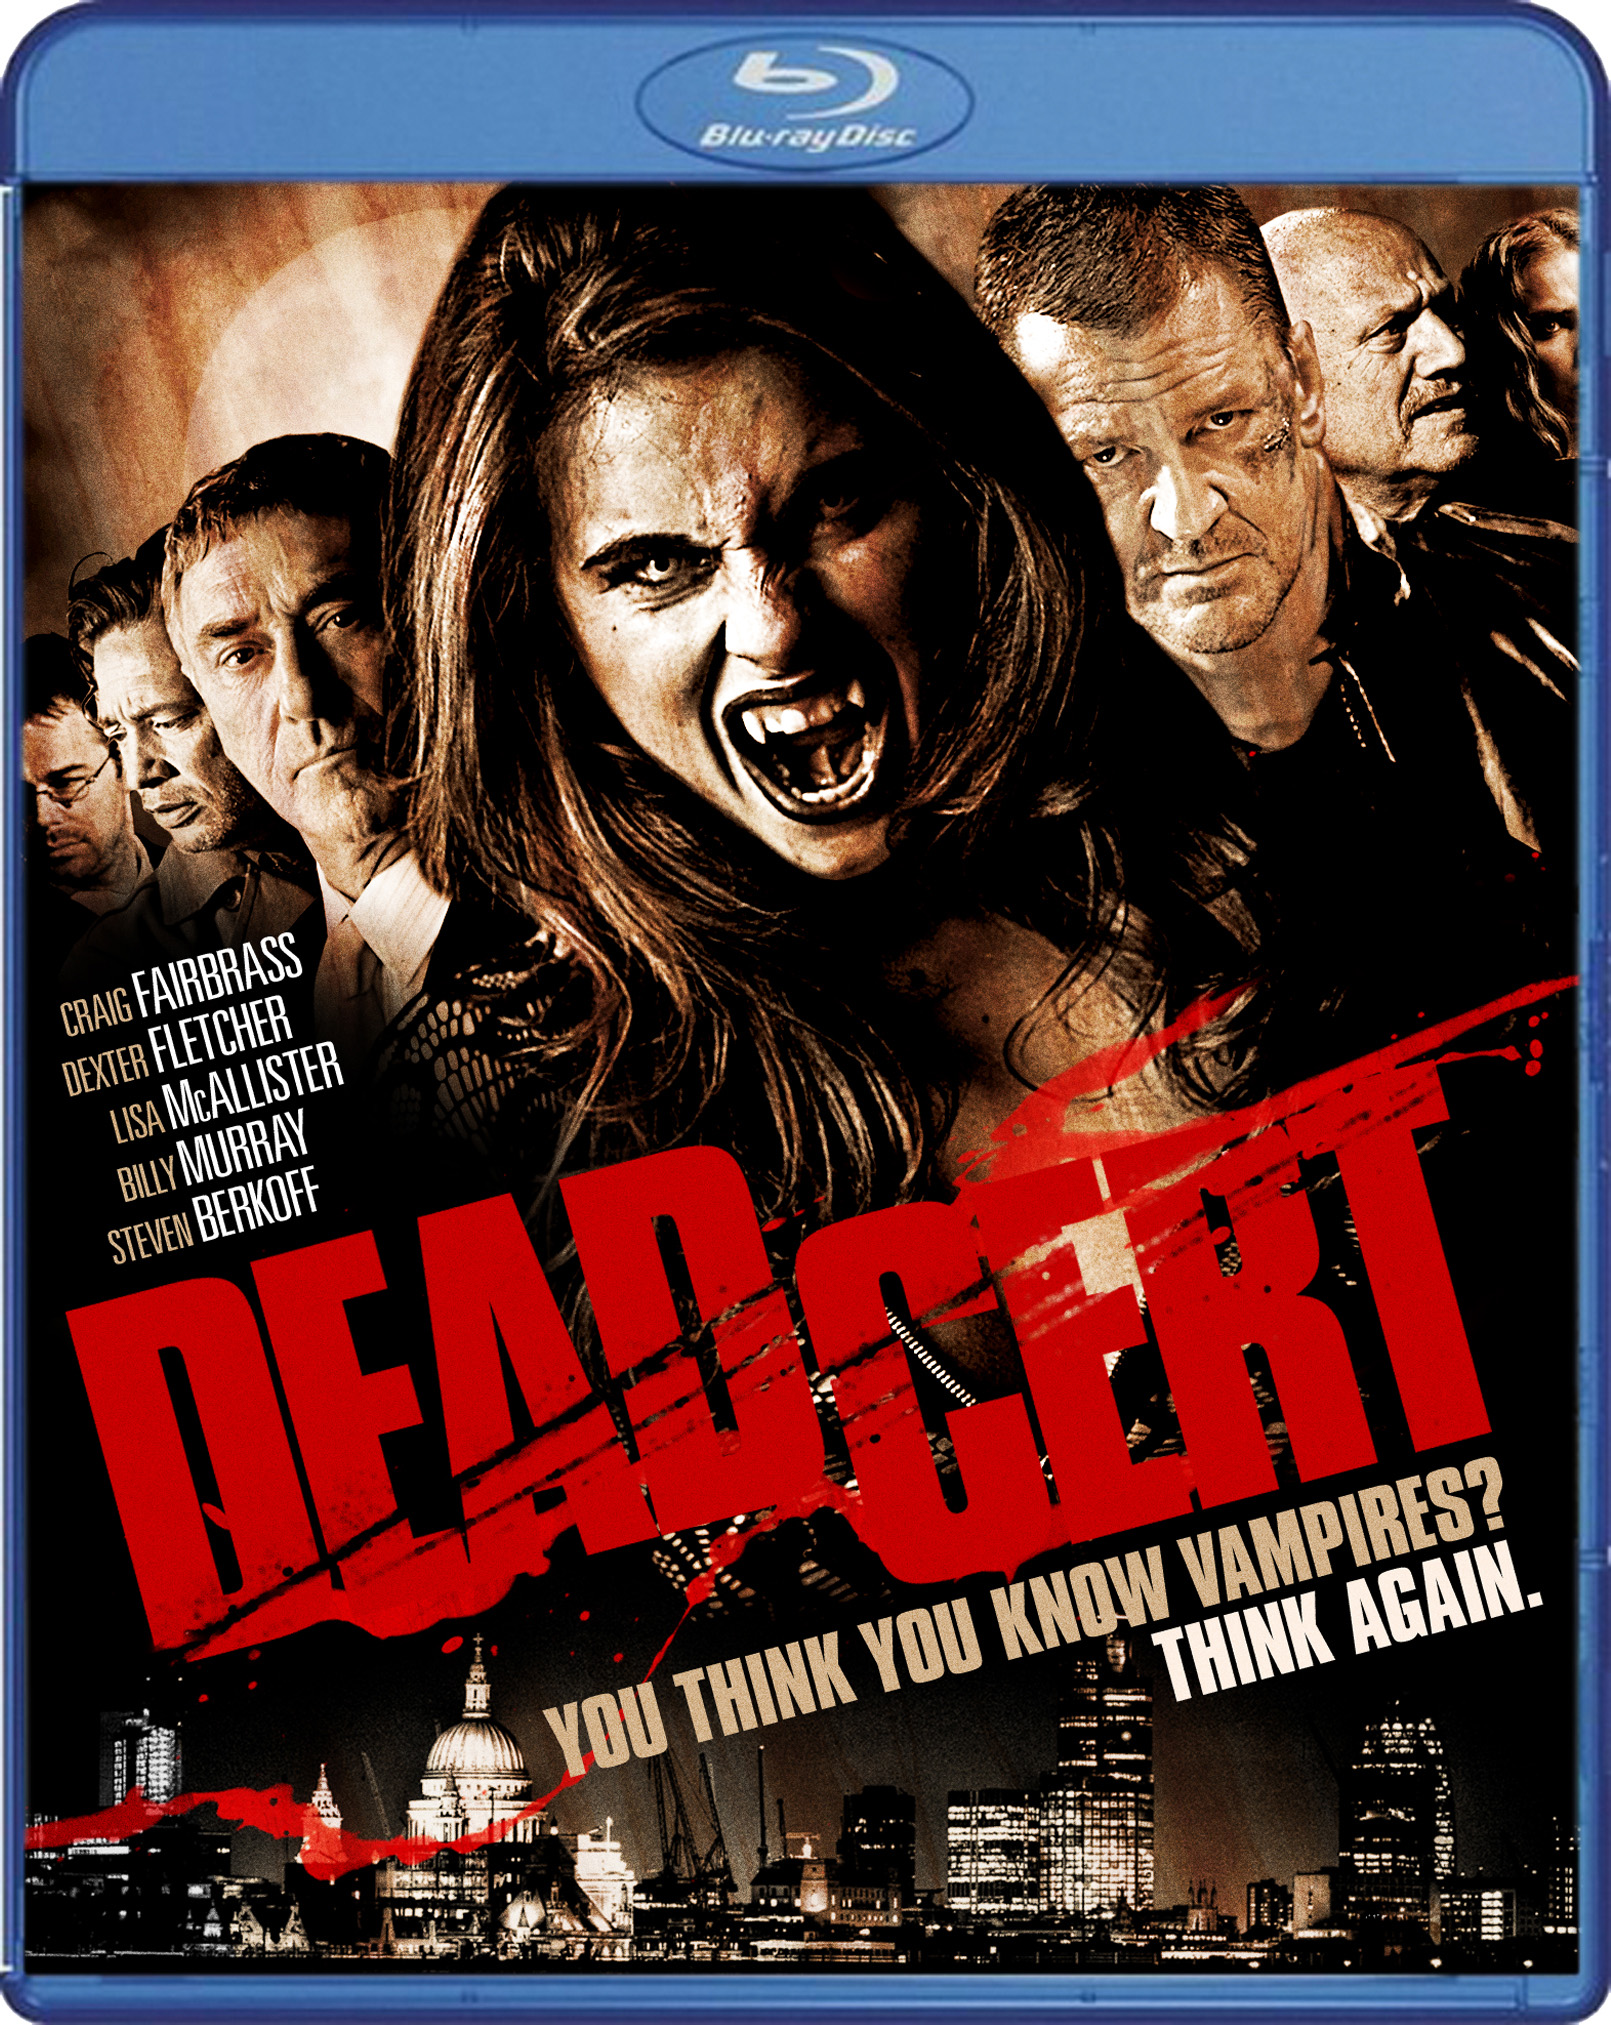 Blu-ray Disc
CRAIG FAIRBRASS
DEXTER FLETCHER
LISA McALLISTER
BILLY MURRAY
STEVEN BERKOFF
DEAD CERT
YOU THINK YOU KNOW VAMPIRES?
THINK AGAIN.